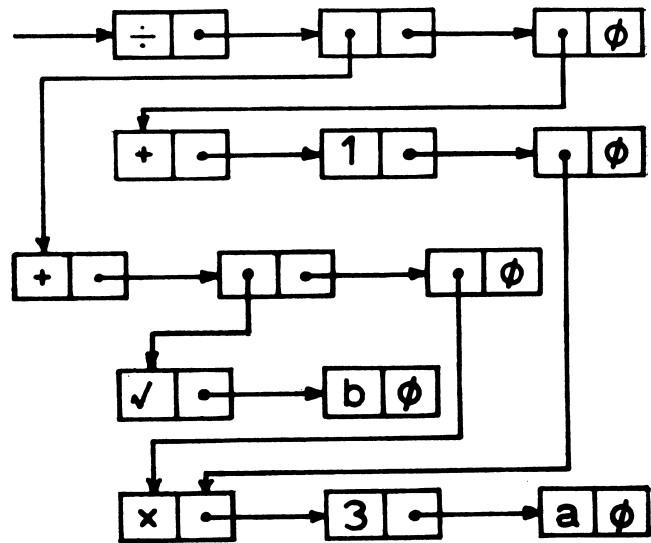 ÷ ø
+ 1 ø
+ ø
√ b ø
× 3 a ø